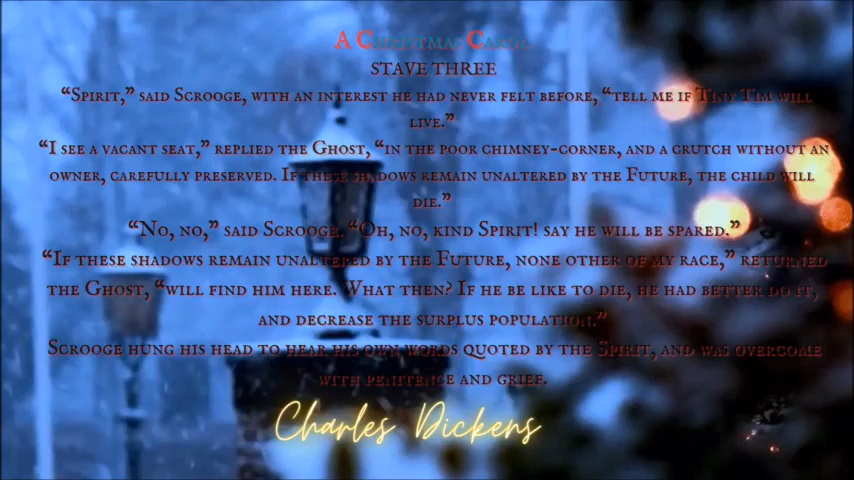 A Christmas Carol
STAVE THREE
“Spirit,” said Scrooge, with an interest he had never felt before, “tell me if Tiny Tim will
live.”
“I see a vacant seat,” replied the Ghost, “in the poor chimney-corner, and a crutch without an
owner, carefully preserved. If these shadows remain unaltered by the Future, the child will
die.”
“No, no,” said Scrooge. “Oh, no, kind Spirit! say he will be spared.”
“If these shadows remain unaltered by the Future, none other of my race,” returned
the Ghost, “will find him here. What then? If he be like to die, he had better do it,
and decrease the surplus population.”
Scrooge hung his head to hear his own words quoted by the Spirit, and was overcome
with penitence and grief.
Charles Dickens